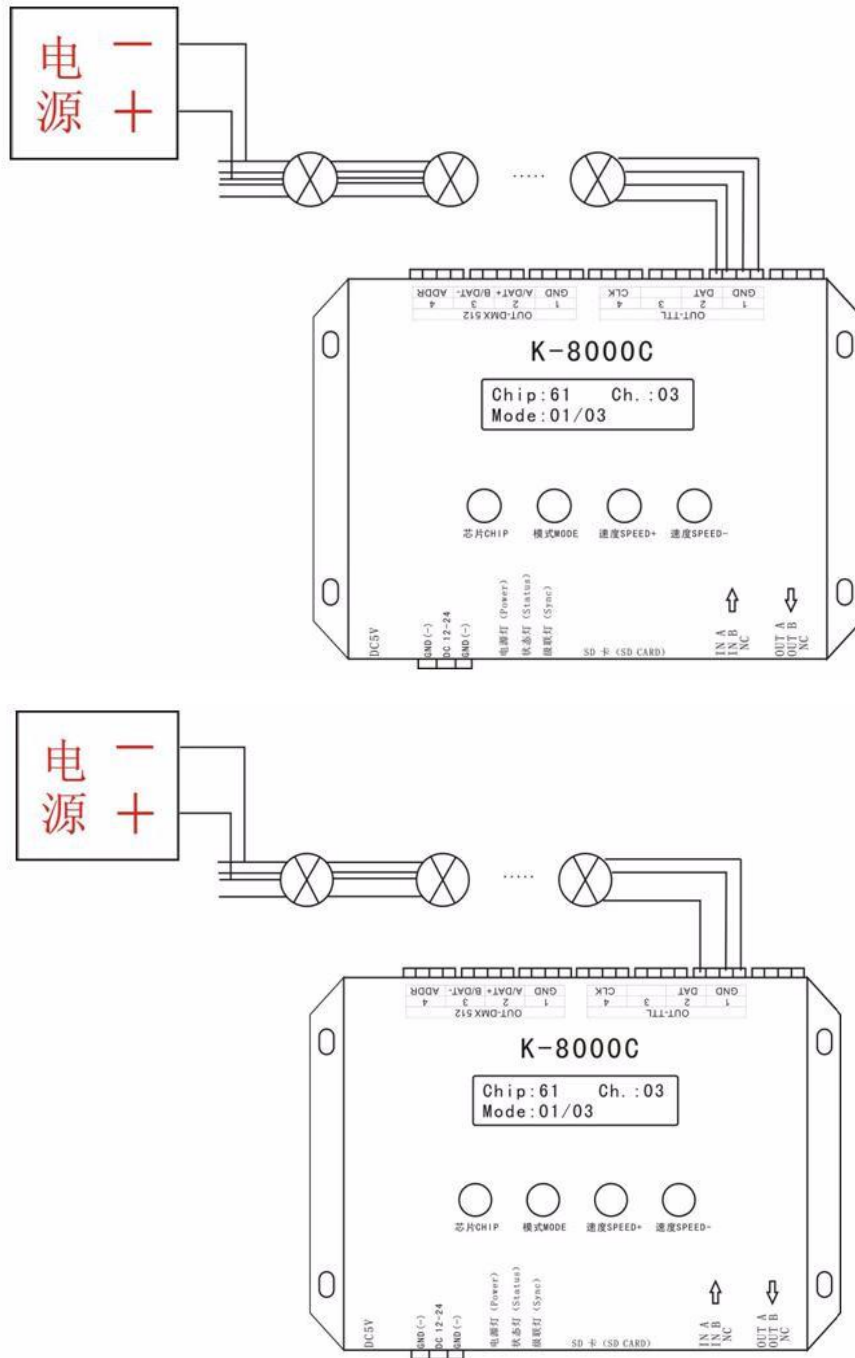 电 −
源 +
.....
ADDR B/DAT- A/DAT+ GND
4 3 2 1
OUT-DMX 512
CLK DAT GND
4 3 2 1
OUT-TTL
K-8000C
Chip:61 Ch.:03
Mode:01/03
芯片CHIP 模式MODE 速度SPEED+ 速度SPEED-
DC5V
GND(-)
DC 12-24
GND(-)
电源灯 (Power)
状态灯 (Status)
级联灯 (Sync)
SD 卡 (SD CARD)
IN A
IN B
NC
OUT A
OUT B
NC
电 −
源 +
.....
ADDR B/DAT- A/DAT+ GND
4 3 2 1
OUT-DMX 512
CLK DAT GND
4 3 2 1
OUT-TTL
K-8000C
Chip:61 Ch.:03
Mode:01/03
芯片CHIP 模式MODE 速度SPEED+ 速度SPEED-
DC5V
GND(-)
DC 12-24
GND(-)
电源灯 (Power)
状态灯 (Status)
级联灯 (Sync)
SD 卡 (SD CARD)
IN A
IN B
NC
OUT A
OUT B
NC